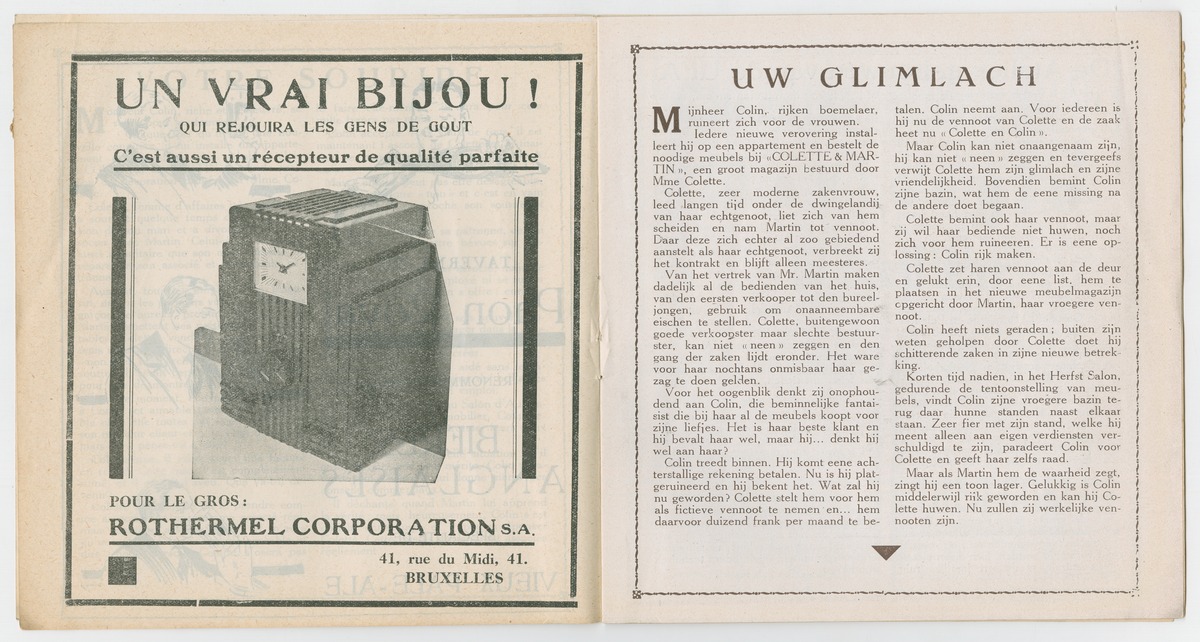 UN VRAI BIJOU !
QUI REJOUIRA LES GENS DE GOUT
C'est aussi un récepteur de qualité parfaite
POUR LE GROS :
ROTHERMEL CORPORATION S.A.
41, rue du Midi, 41.
BRUXELLES
UW GLIMLACH
Mijnheer Colin, rijken boemelaer,
ruineert zich voor de vrouwen.
Iedere nieuwe verovering instal-
leert hij op een appartement en bestelt de
noodige meubels bij «COLETTE & MAR-
TIN», een groot magazijn bestuurd door
Mme Colette.
Colette, zeer moderne zakenvrouw,
leed langen tijd onder de dwingelandij
van haar echtgenoot, liet zich van hem
scheiden en nam Martin tot vennoot.
Daar deze zich echter al zoo gebiedend
aanstelt als haar echtgenoot, verbreekt zij
het kontrakt en blijft alleen meesteres.
Van het vertrek van Mr. Martin maken
dadelijk al de bedienden van het huis,
van den eersten verkooper tot den bureel-
jongen, gebruik om onaanneembare
eischen te stellen. Colette, buitengewoon
goede verkoopster maar slechte bestuur-
ster, kan niet « neen » zeggen en den
gang der zaken lijdt eronder. Het ware
voor haar nochtans onmisbaar haar ge-
zag te doen gelden.
Voor het oogenblik denkt zij onophou-
dend aan Colin, die beminnelijke fantai-
sist die bij haar al de meubels koopt voor
zijne liefjes. Het is haar beste klant en
hij bevalt haar wel, maar hij... denkt hij
wel aan haar?
Colin treedt binnen. Hij komt eene ach-
terstallige rekening betalen. Nu is hij plat-
geruineerd en hij bekent het. Wat zal hij
nu geworden? Colette stelt hem voor hem
als fictieve vennoot te nemen en... hem
daarvoor duizend frank per maand te be-
talen. Colin neemt aan. Voor iedereen is
hij nu de vennoot van Colette en de zaak
heet nu « Colette en Colin ».
Maar Colin kan niet onaangenaam zijn,
hij kan niet « neen » zeggen en tevergeefs
verwijt Colette hem zijn glimlach en zijne
vriendelijkheid. Bovendien bemint Colin
zijne bazin, wat hem de eene missing na
de andere doet begaan.
Colette bemint ook haar vennoot, maar
zij wil haar bediende niet huwen, noch
zich voor hem ruineeren. Er is eene op-
lossing : Colin rijk maken.
Colette zet haren vennoot aan de deur
en gelukt erin, door eene list, hem te
plaatsen in het nieuwe meubelmagazijn
opgericht door Martin, haar vroegere ven-
noot.
Colin heeft niets geraden ; buiten zijn
weten geholpen door Colette doet hij
schitterende zaken in zijne nieuwe betrek-
king.
Korten tijd nadien, in het Herfst Salon,
gedurende de tentoonstelling van meu-
bels, vindt Colin zijne vroegere bazin te-
rug daar hunne standen naast elkaar
staan. Zeer fier met zijn stand, welke hij
meent alleen aan eigen verdiensten ver-
schuldigd te zijn, paradeert Colin voor
Colette en geeft haar zelfs raad.
Maar als Martin hem de waarheid zegt,
zingt hij een toon lager. Gelukkig is Colin
middelerwijl rijk geworden en kan hij Co-
lette huwen. Nu zullen zij werkelijke ven-
nooten zijn.